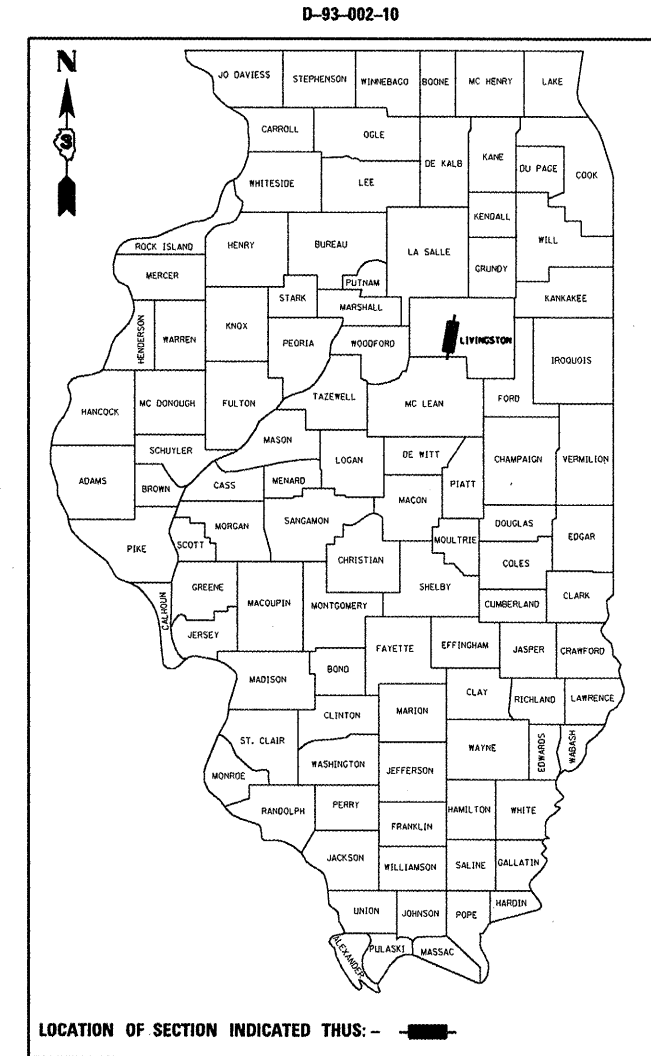 D-93-002-10
N
3
JO DAVIESS
STEPHENSON
WINNEBAGO
BOONE
MC HENRY
LAKE
CARROLL
OGLE
DE KALB
KANE
DU PAGE
COOK
WHITESIDE
LEE
KENDALL
ROCK ISLAND
HENRY
BUREAU
LA SALLE
WILL
GRUNDY
MERCER
PUTNAM
STARK
MARSHALL
KANKAKEE
HENDERSON
WARREN
KNOX
PEORIA
WOODFORD
LIVINGSTON
IROQUOIS
HANCOCK
MC DONOUGH
FULTON
TAZEWELL
MC LEAN
FORD
MASON
SCHUYLER
LOGAN
DE WITT
CHAMPAIGN
VERMILION
ADAMS
BROWN
CASS
MENARD
PIATT
MACON
MORGAN
SANGAMON
DOUGLAS
EDGAR
PIKE
SCOTT
CHRISTIAN
MOULTRIE
COLES
GREENE
MACOUPIN
MONTGOMERY
SHELBY
CUMBERLAND
CLARK
CALHOUN
JERSEY
FAYETTE
EFFINGHAM
JASPER
CRAWFORD
MADISON
BOND
CLAY
RICHLAND
LAWRENCE
CLINTON
MARION
ST. CLAIR
WAYNE
EDWARDS
WABASH
WASHINGTON
JEFFERSON
MONROE
RANDOLPH
PERRY
HAMILTON
WHITE
FRANKLIN
JACKSON
WILLIAMSON
SALINE
GALLATIN
UNION
JOHNSON
POPE
HARDIN
ALEXANDER
PULASKI
MASSAC
LOCATION OF SECTION INDICATED THUS: -